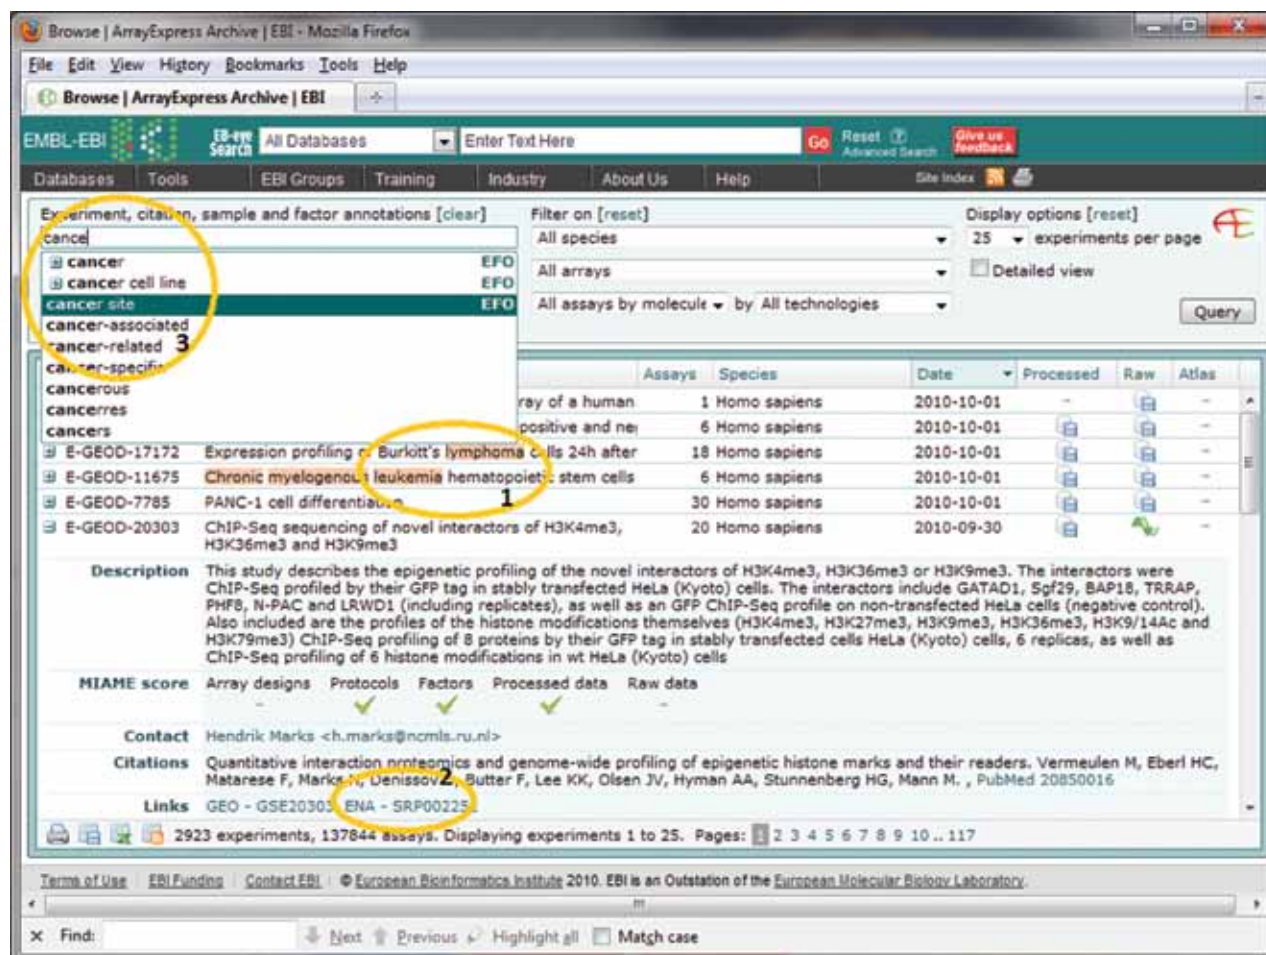 Browse | ArrayExpress Archive | EBI - Mozilla Firefox
File Edit View History Bookmarks Tools Help
Browse | ArrayExpress Archive | EBI
EMBL-EBI EB-eye Search All Databases Enter Text Here Go Reset Advanced Search Give us feedback
Databases Tools EBI Groups Training Industry About Us Help Site Index
Experiment, citation, sample and factor annotations [clear] Filter on [reset] Display options [reset]
cance All species 25 experiments per page
cancer EFO
cancer cell line EFO All arrays Detailed view
cancer site EFO All assays by molecule by All technologies
cancer-associated Query
cancer-related 3
cancer-specific Assays Species Date Processed Raw Atlas
cancerous ray of a human 1 Homo sapiens 2010-10-01 -  -
cancerres positive and neg 6 Homo sapiens 2010-10-01 -
cancers
E-GEOD-17172 Expression profiling of Burkitt's lymphoma cells 24h after 18 Homo sapiens 2010-10-01 -
E-GEOD-11675 Chronic myelogenous leukemia hematopoietic stem cells 6 Homo sapiens 2010-10-01 -
1
E-GEOD-7785 PANC-1 cell differentiation 30 Homo sapiens 2010-10-01 -
E-GEOD-20303 ChIP-Seq sequencing of novel interactors of H3K4me3, 20 Homo sapiens 2010-09-30 -
H3K36me3 and H3K9me3
Description This study describes the epigenetic profiling of the novel interactors of H3K4me3, H3K36me3 or H3K9me3. The interactors were
ChIP-Seq profiled by their GFP tag in stably transfected HeLa (Kyoto) cells. The interactors include GATAD1, Sgf29, BAP18, TRRAP,
PHF8, N-PAC and LRWD1 (including replicates), as well as an GFP ChIP-Seq profile on non-transfected HeLa cells (negative control).
Also included are the profiles of the histone modifications themselves (H3K4me3, H3K27me3, H3K9me3, H3K36me3, H3K9/14Ac and
H3K79me3) ChIP-Seq profiling of 8 proteins by their GFP tag in stably transfected cells HeLa (Kyoto) cells, 6 replicas, as well as
ChIP-Seq profiling of 6 histone modifications in wt HeLa (Kyoto) cells
MIAME score Array designs Protocols Factors Processed data Raw data
- -
Contact Hendrik Marks <h.marks@ncmls.ru.nl>
Citations Quantitative interaction proteomics and genome-wide profiling of epigenetic histone marks and their readers. Vermeulen M, Eberl HC,
Matarese F, Marks H, Denissov 2, Butter F, Lee KK, Olsen JV, Hyman AA, Stunnenberg HG, Mann M. , PubMed 20850016
Links GEO - GSE20303, ENA - SRP002251
2923 experiments, 137844 assays. Displaying experiments 1 to 25. Pages: 1 2 3 4 5 6 7 8 9 10 .. 117
Terms of Use EBI Funding Contact EBI © European Bioinformatics Institute 2010. EBI is an Outstation of the European Molecular Biology Laboratory.
x Find: Next Previous Highlight all Match case